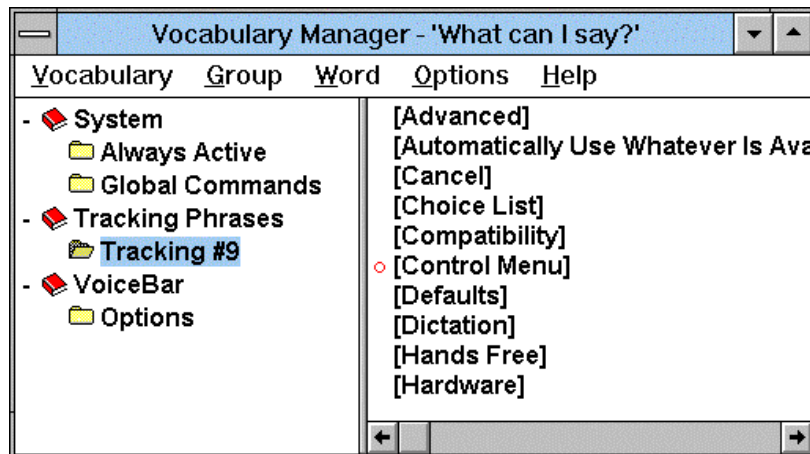 Vocabulary Manager - 'What can I say?'
Vocabulary Group Word Options Help
- System
Always Active
Global Commands
- Tracking Phrases
Tracking #9
- VoiceBar
Options
[Advanced]
[Automatically Use Whatever Is Ava
[Cancel]
[Choice List]
[Compatibility]
[Control Menu]
[Defaults]
[Dictation]
[Hands Free]
[Hardware]